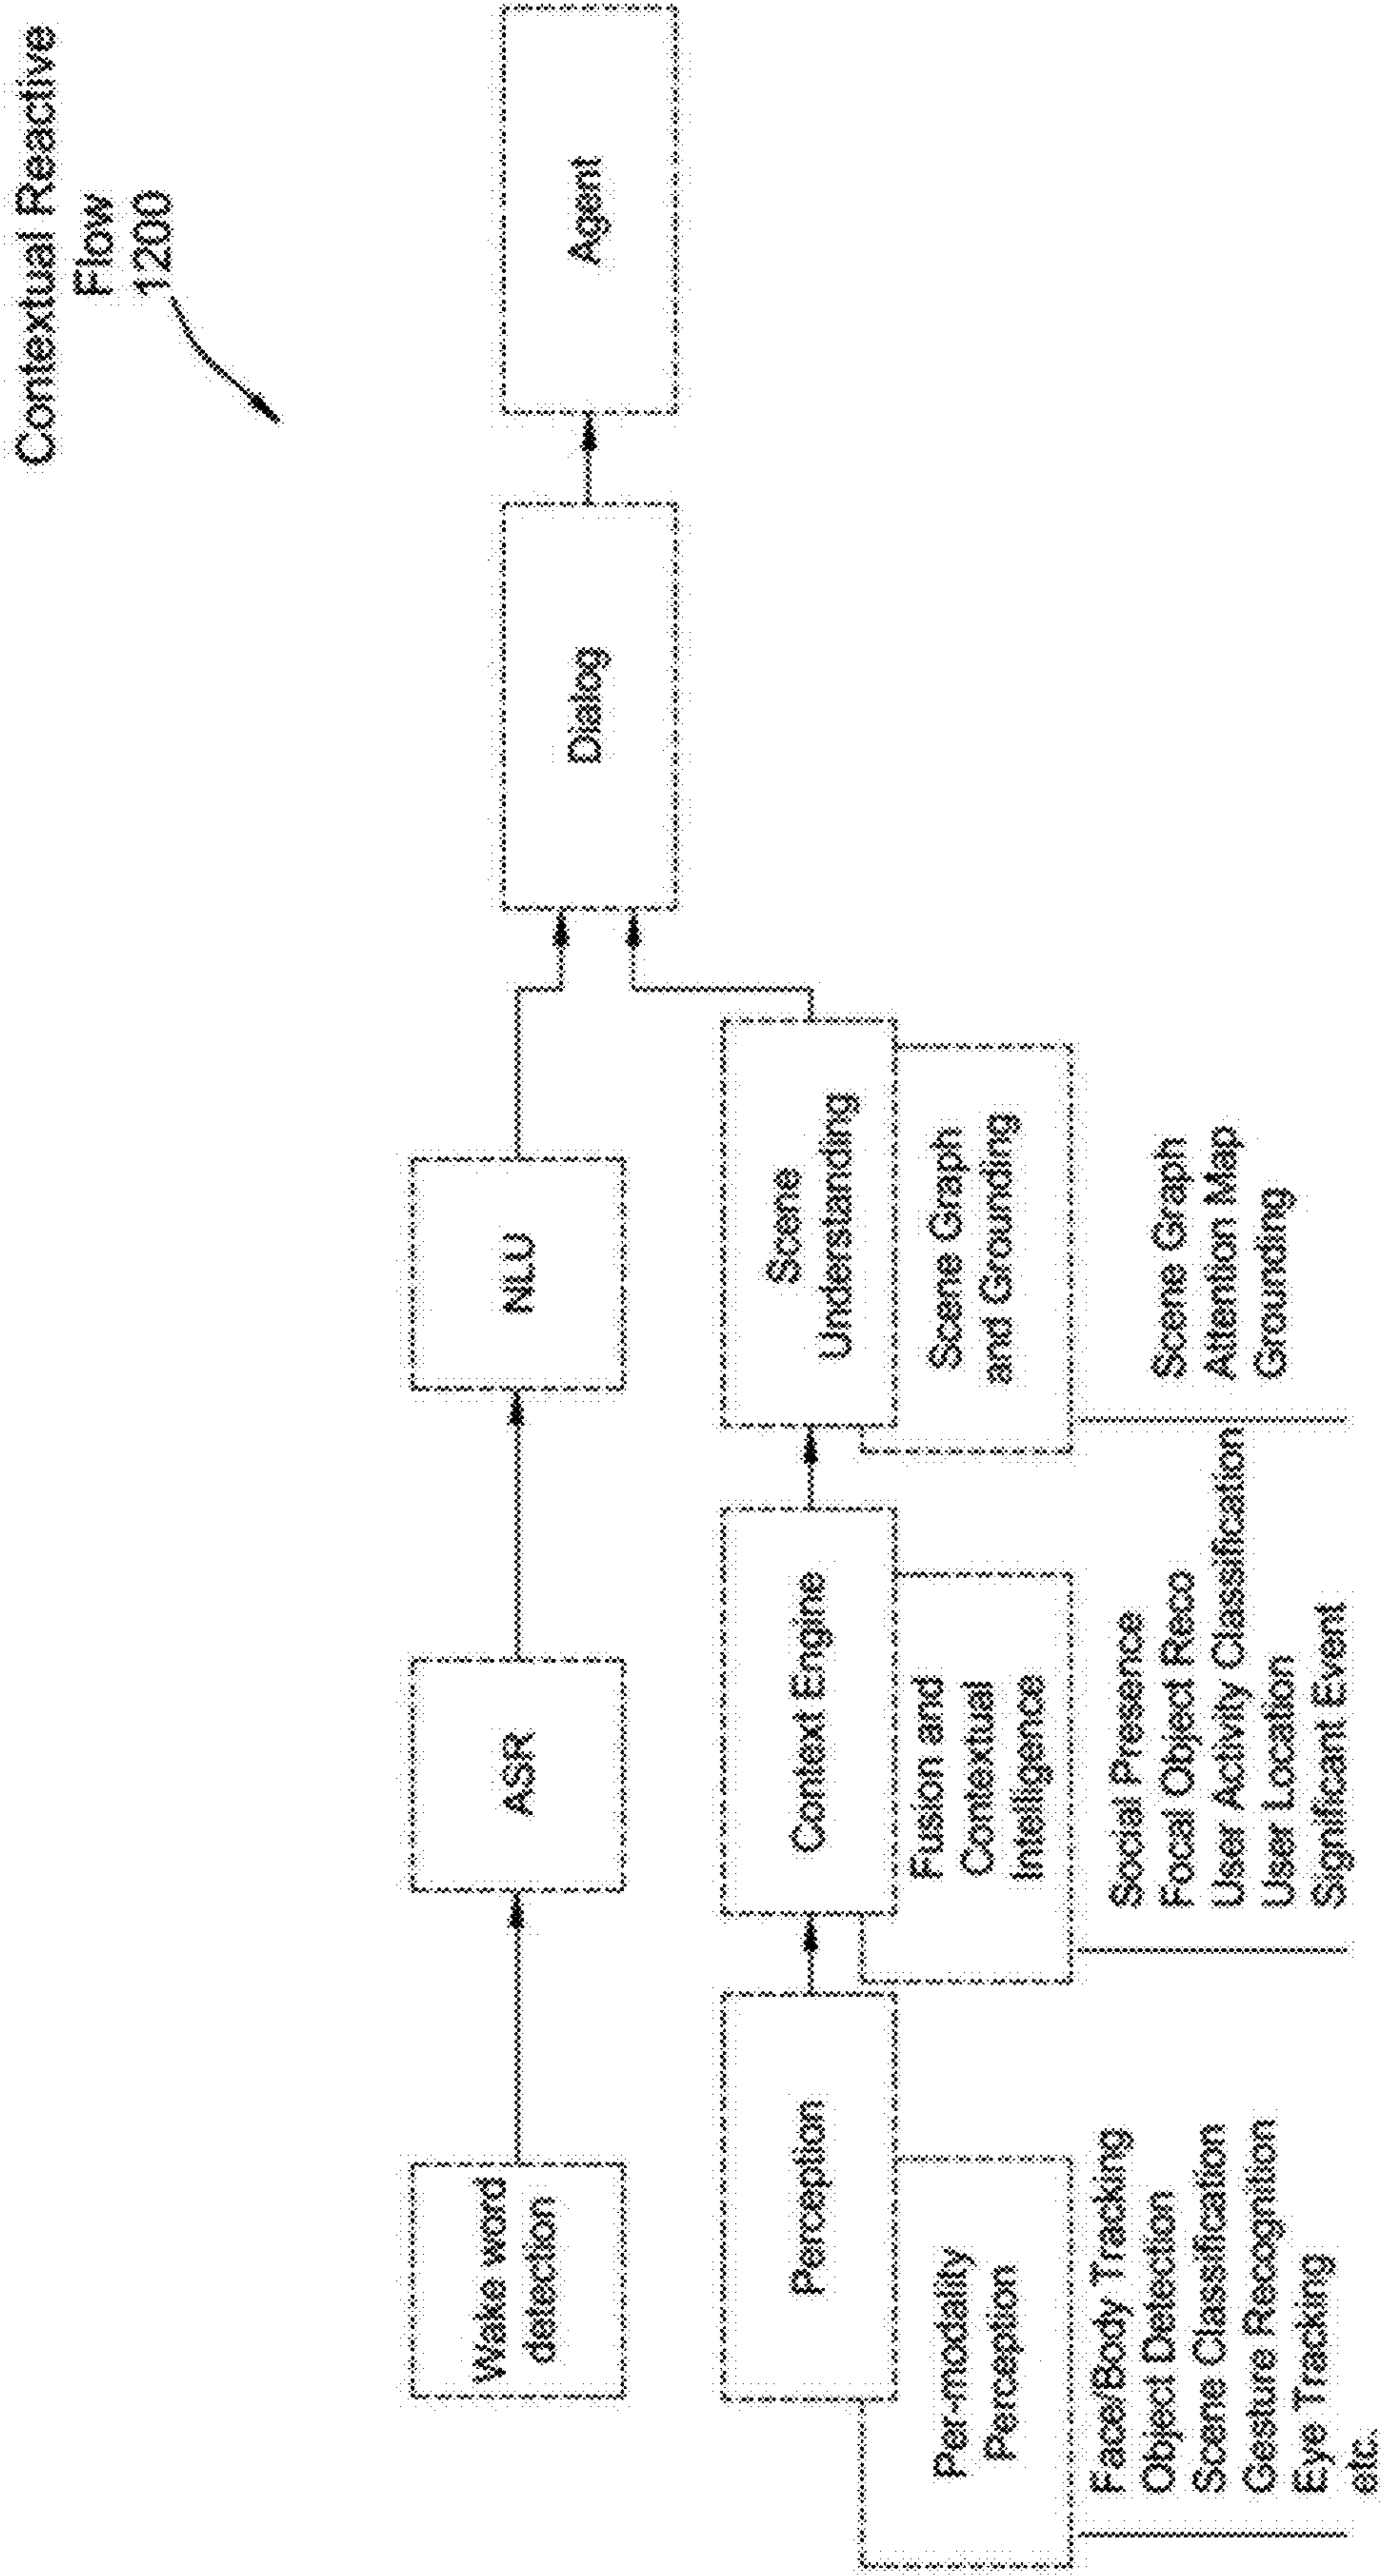 Contextual Reactive
Flow
1200
Wake word
detection
ASR
NLU
Dialog
Agent
Perception
Per-modality
Perception
Face/Body Tracking
Object Detection
Scene Classification
Gesture Recognition
Eye Tracking
etc.
Context Engine
Fusion and
Contextual
Intelligence
Social Presence
Focal Object Reco
User Activity Classification
User Location
Significant Event
Scene
Understanding
Scene Graph
and Grounding
Scene Graph
Attention Map
Grounding